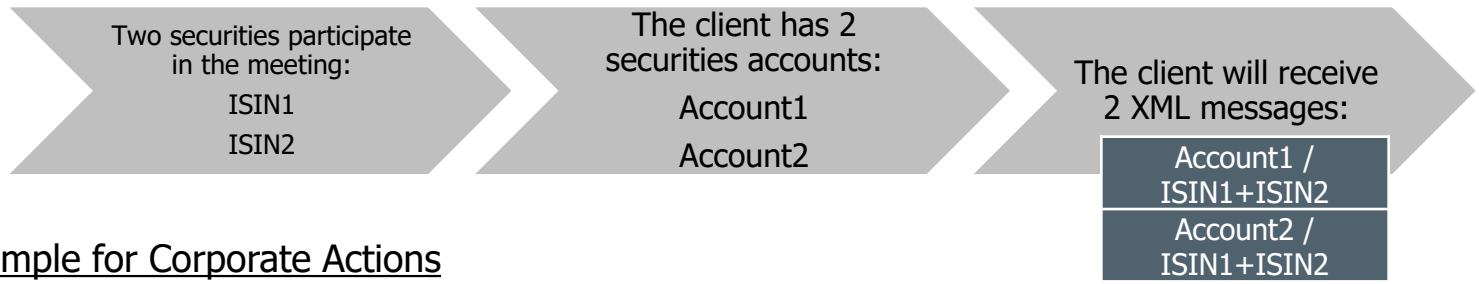 Two securities participate
in the meeting:
ISIN1
ISIN2
The client has 2
securities accounts:
Account1
Account2
The client will receive
2 XML messages:
Account1 /
ISIN1+ISIN2
Account2 /
ISIN1+ISIN2
mple for Corporate Actions